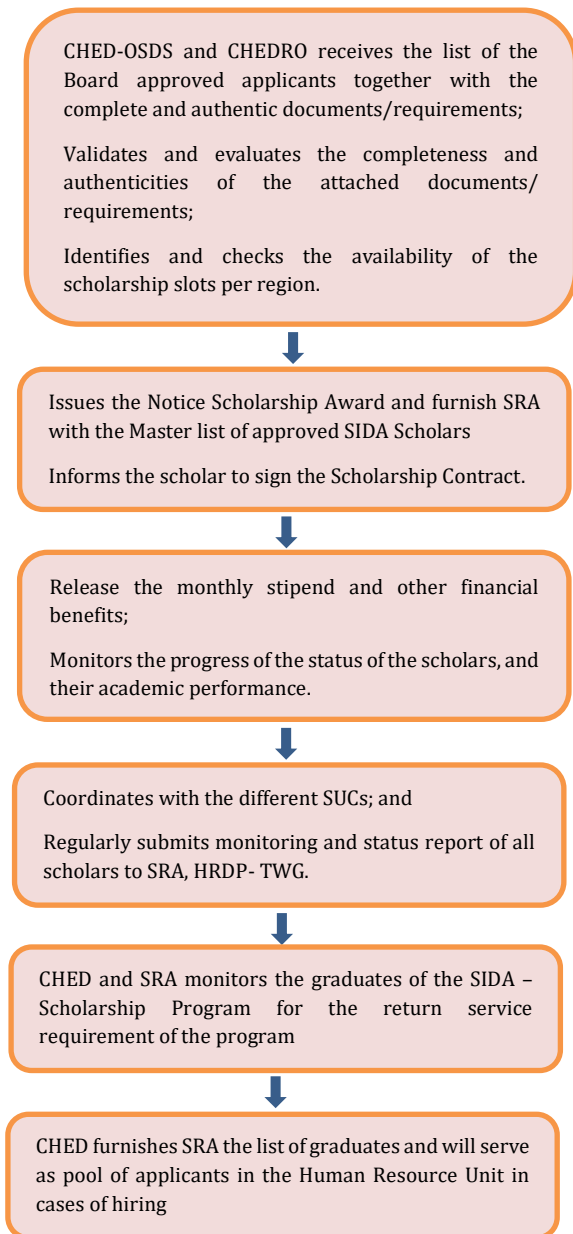 CHED-OSDS and CHEDRO receives the list of the
Board approved applicants together with the
complete and authentic documents/requirements;
Validates and evaluates the completeness and
authenticities of the attached documents/
requirements;
Identifies and checks the availability of the
scholarship slots per region.
Issues the Notice Scholarship Award and furnish SRA
with the Master list of approved SIDA Scholars
Informs the scholar to sign the Scholarship Contract.
Release the monthly stipend and other financial
benefits;
Monitors the progress of the status of the scholars, and
their academic performance.
Coordinates with the different SUCs; and
Regularly submits monitoring and status report of all
scholars to SRA, HRDP- TWG.
CHED and SRA monitors the graduates of the SIDA –
Scholarship Program for the return service
requirement of the program
CHED furnishes SRA the list of graduates and will serve
as pool of applicants in the Human Resource Unit in
cases of hiring